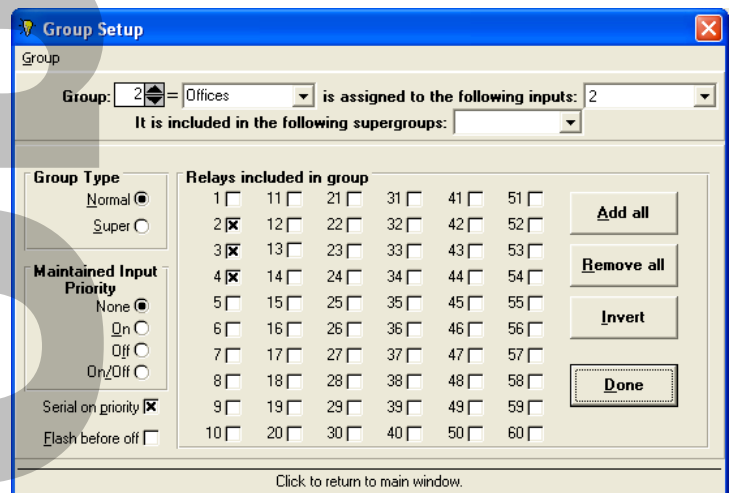 Group Setup
Group
Group: 2 = Offices is assigned to the following inputs: 2
It is included in the following supergroups:
Group Type
Normal
Super
Maintained Input
Priority
None
On
Off
On/Off
Serial on priority
Flash before off
Relays included in group
1 11 21 31 41 51
2 12 22 32 42 52
3 13 23 33 43 53
4 14 24 34 44 54
5 15 25 35 45 55
6 16 26 36 46 56
7 17 27 37 47 57
8 18 28 38 48 58
9 19 29 39 49 59
10 20 30 40 50 60
Add all
Remove all
Invert
Done
Click to return to main window.